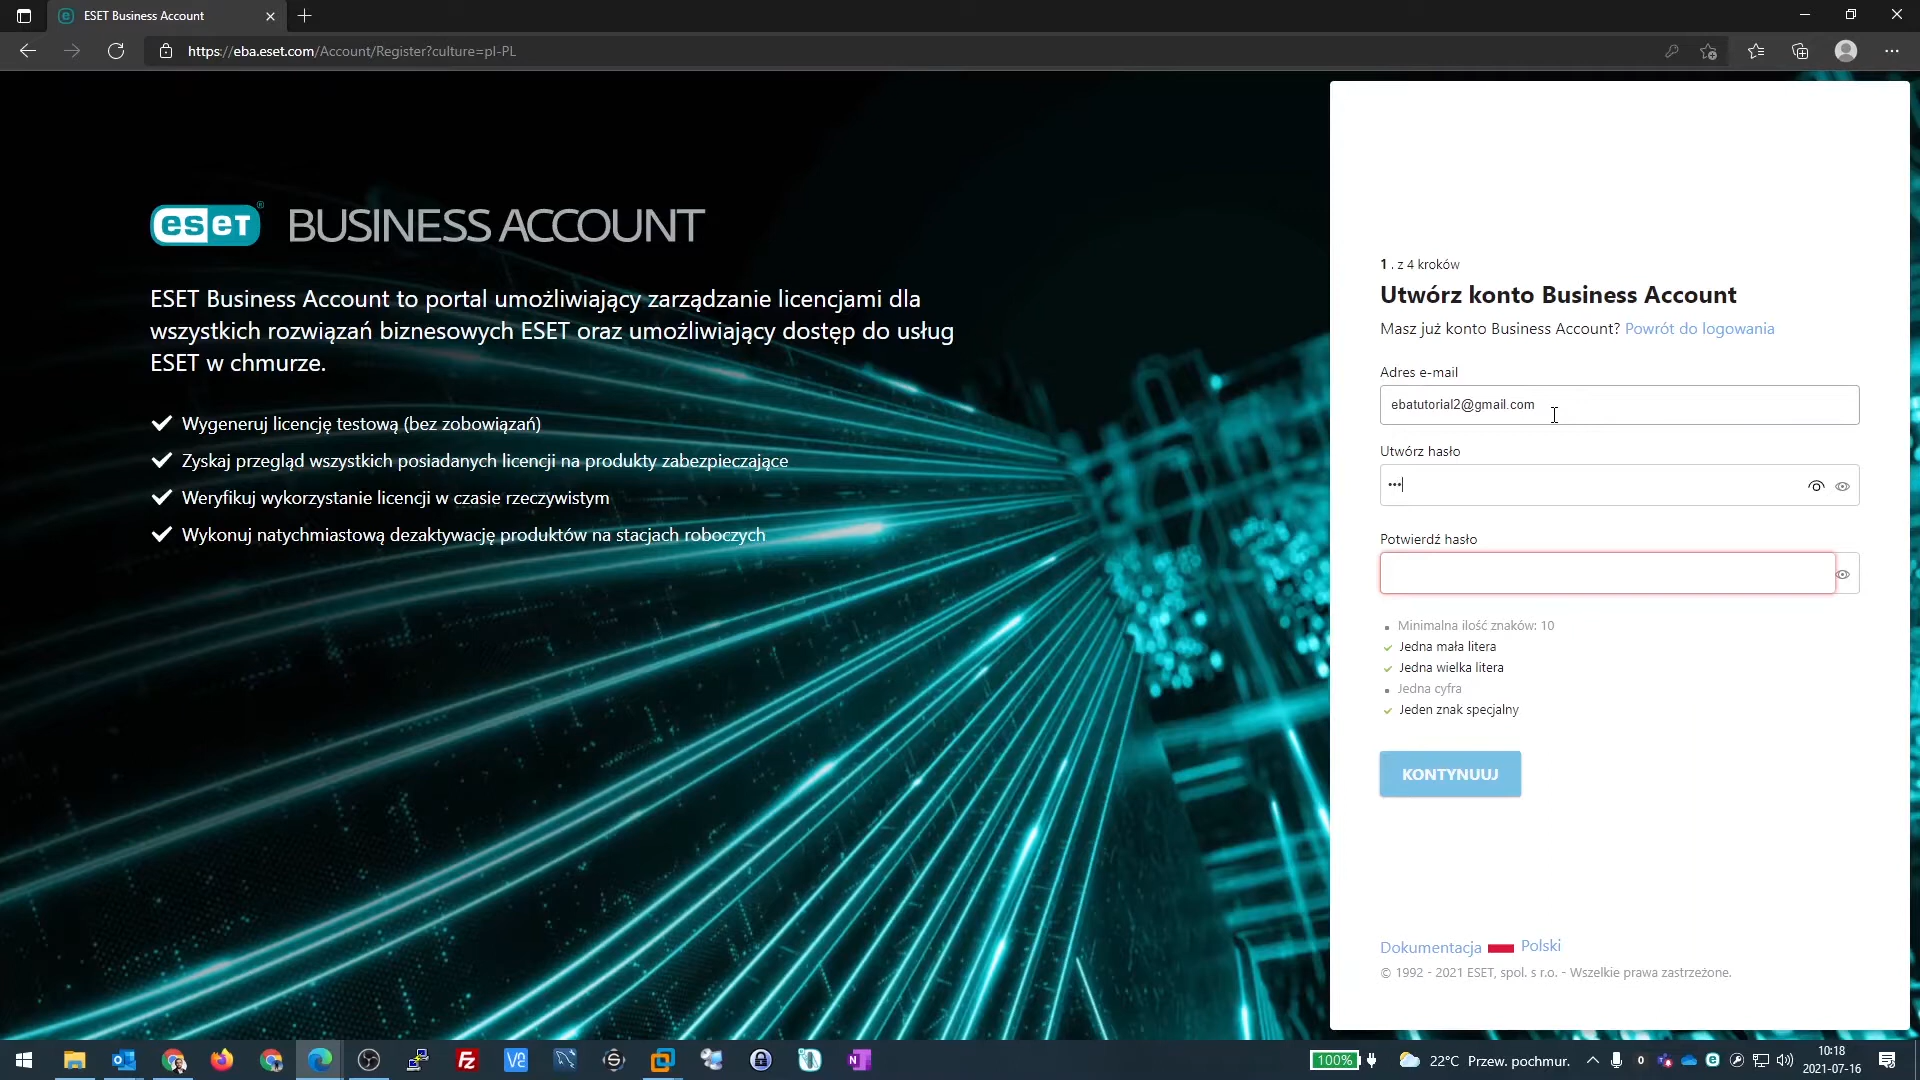 ESET Business Account
https://eba.eset.com/Account/Register?culture=pl-PL
eset® BUSINESS ACCOUNT
ESET Business Account to portal umożliwiający zarządzanie licencjami dla
wszystkich rozwiązań biznesowych ESET oraz umożliwiający dostęp do usług
ESET w chmurze.
Wygeneruj licencję testową (bez zobowiązań)
Zyskaj przegląd wszystkich posiadanych licencji na produkty zabezpieczające
Weryfikuj wykorzystanie licencji w czasie rzeczywistym
Wykonuj natychmiastową dezaktywację produktów na stacjach roboczych
1 . z 4 kroków
Utwórz konto Business Account
Masz już konto Business Account? Powrót do logowania
Adres e-mail
ebatutorial2@gmail.com
Utwórz hasło
•••
Potwierdź hasło
Minimalna ilość znaków: 10
Jedna mała litera
Jedna wielka litera
Jedna cyfra
Jeden znak specjalny
KONTYNUUJ
Dokumentacja Polski
© 1992 - 2021 ESET, spol. s r.o. - Wszelkie prawa zastrzeżone.
100% 22°C Przew. pochmur. 10:18
2021-07-16